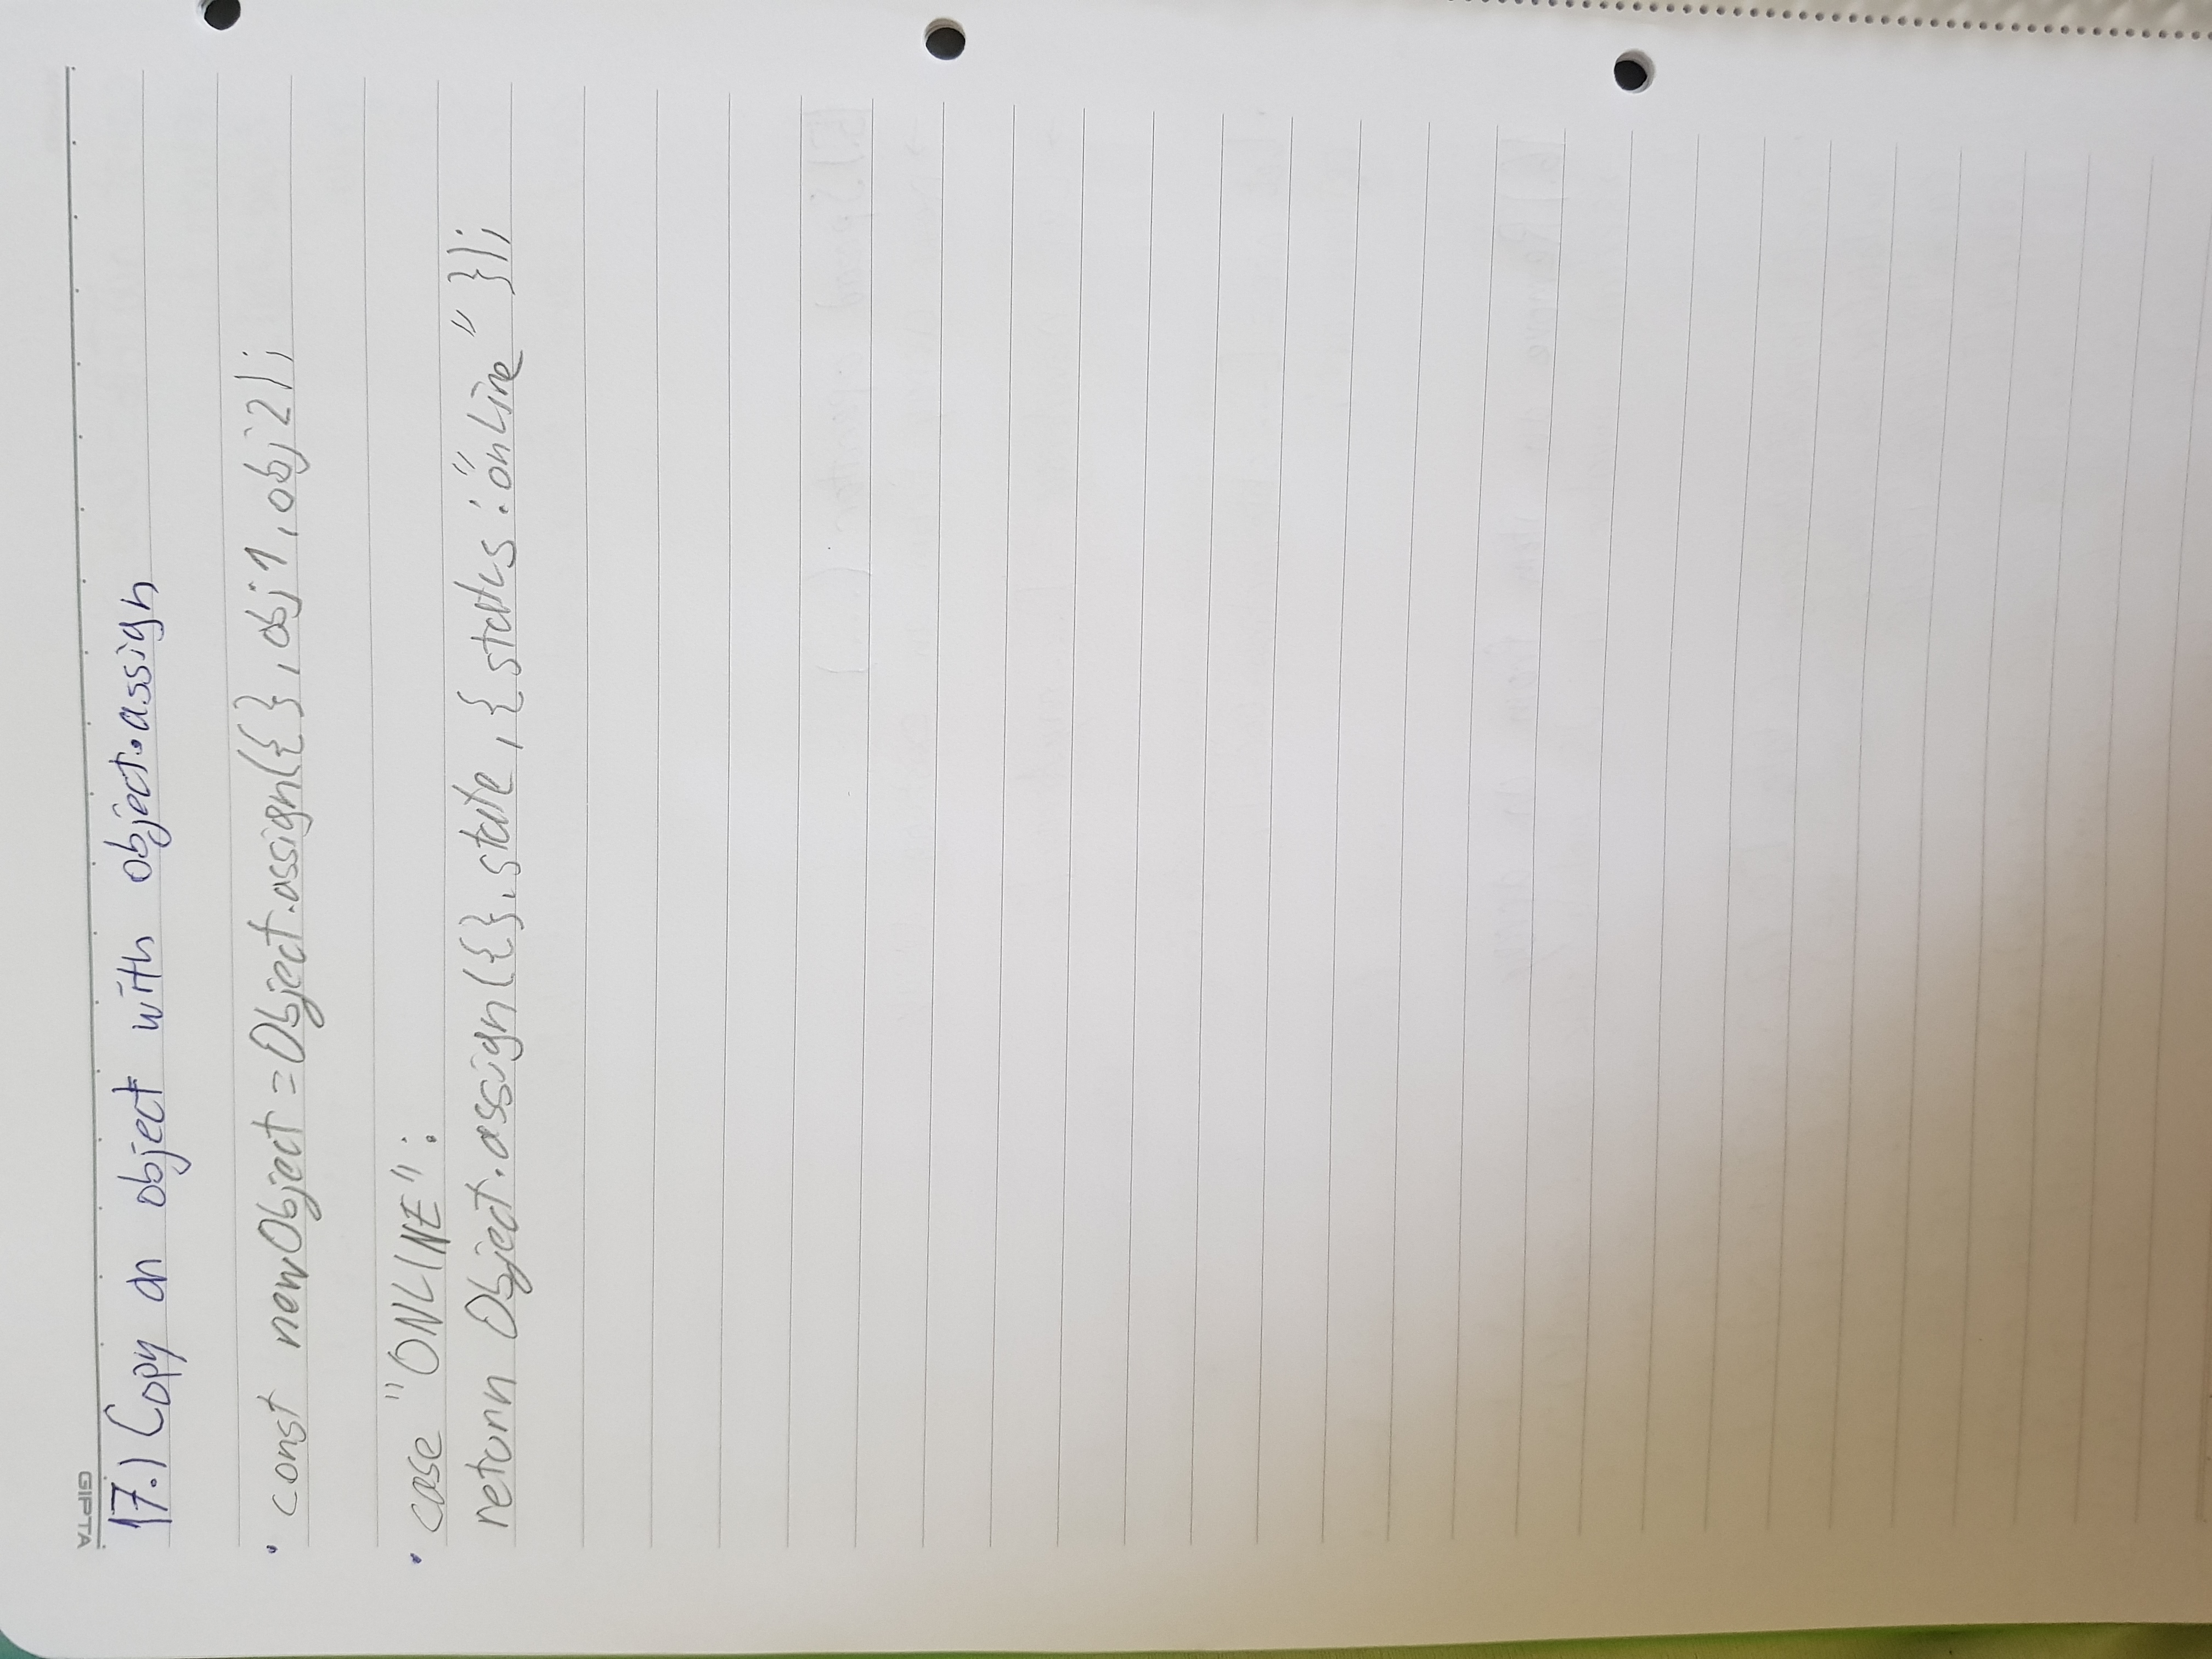 GIPTA
17.) Copy an object with object.assign
• const newObject = Object.assign({}, obj1, obj2);
• case "ONLINE":
return Object.assign({}, state, { status: "online" });